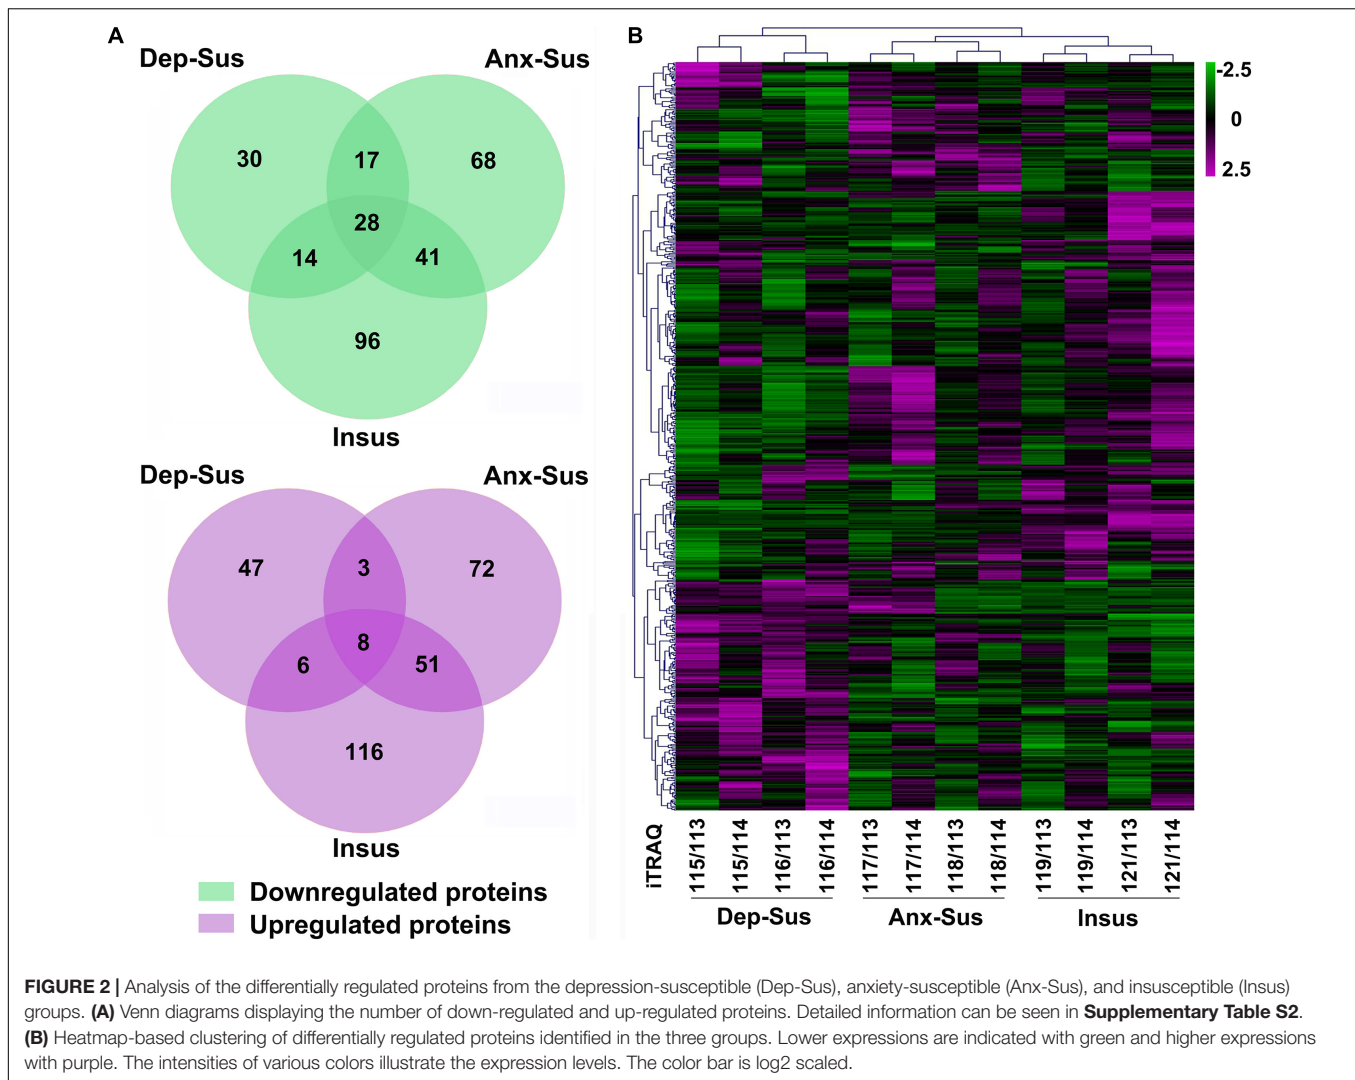 A
Dep-Sus
Anx-Sus
30
17
68
28
14
41
96
Insus
Dep-Sus
Anx-Sus
47
3
72
8
6
51
116
Insus
Downregulated proteins
Upregulated proteins
B
-2.5
0
2.5
iTRAQ
115/113
115/114
116/113
116/114
117/113
117/114
118/113
118/114
119/113
119/114
121/113
121/114
Dep-Sus
Anx-Sus
Insus
FIGURE 2 | Analysis of the differentially regulated proteins from the depression-susceptible (Dep-Sus), anxiety-susceptible (Anx-Sus), and insusceptible (Insus)
groups. (A) Venn diagrams displaying the number of down-regulated and up-regulated proteins. Detailed information can be seen in Supplementary Table S2.
(B) Heatmap-based clustering of differentially regulated proteins identified in the three groups. Lower expressions are indicated with green and higher expressions
with purple. The intensities of various colors illustrate the expression levels. The color bar is log2 scaled.